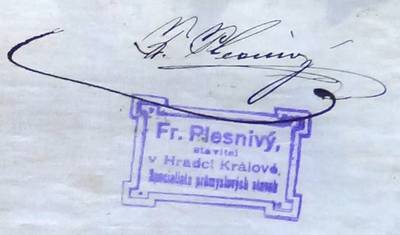 Fr. Plesnivý
Fr. Plesnivý,
stavitel
v Hradci Králové,
Specialista průmyslových staveb